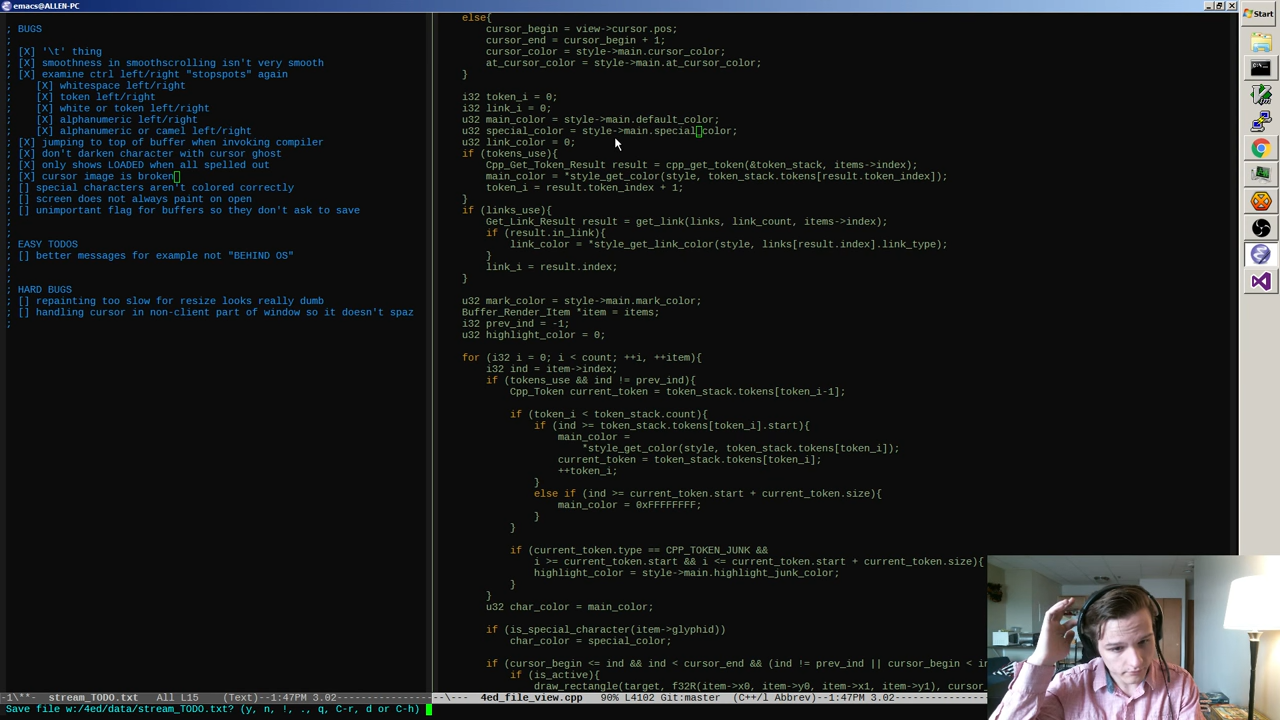 emacs@ALLEN-PC
; BUGS
;
; [X] '\t' thing
; [X] smoothness in smoothscrolling isn't very smooth
; [X] examine ctrl left/right "stopspots" again
;    [X] whitespace left/right
;    [X] token left/right
;    [X] white or token left/right
;    [X] alphanumeric left/right
;    [X] alphanumeric or camel left/right
; [X] jumping to top of buffer when invoking compiler
; [X] don't darken character with cursor ghost
; [X] only shows LOADED when all spelled out
; [X] cursor image is broken
; [] special characters aren't colored correctly
; [] screen does not always paint on open
; [] unimportant flag for buffers so they don't ask to save
;
;
; EASY TODOS
; [] better messages for example not "BEHIND OS"
;
;
; HARD BUGS
; [] repainting too slow for resize looks really dumb
; [] handling cursor in non-client part of window so it doesn't spaz
;
else{
cursor_begin = view->cursor.pos;
cursor_end = cursor_begin + 1;
cursor_color = style->main.cursor_color;
at_cursor_color = style->main.at_cursor_color;
}
i32 token_i = 0;
i32 link_i = 0;
u32 main_color = style->main.default_color;
u32 special_color = style->main.special_color;
u32 link_color = 0;
if (tokens_use){
Cpp_Get_Token_Result result = cpp_get_token(&token_stack, items->index);
main_color = *style_get_color(style, token_stack.tokens[result.token_index]);
token_i = result.token_index + 1;
}
if (links_use){
Get_Link_Result result = get_link(links, link_count, items->index);
if (result.in_link){
link_color = *style_get_link_color(style, links[result.index].link_type);
}
link_i = result.index;
}
u32 mark_color = style->main.mark_color;
Buffer_Render_Item *item = items;
i32 prev_ind = -1;
u32 highlight_color = 0;
for (i32 i = 0; i < count; ++i, ++item){
i32 ind = item->index;
if (tokens_use && ind != prev_ind){
Cpp_Token current_token = token_stack.tokens[token_i-1];
if (token_i < token_stack.count){
if (ind >= token_stack.tokens[token_i].start){
main_color =
*style_get_color(style, token_stack.tokens[token_i]);
current_token = token_stack.tokens[token_i];
++token_i;
}
else if (ind >= current_token.start + current_token.size){
main_color = 0xFFFFFFFF;
}
}
if (current_token.type == CPP_TOKEN_JUNK &&
i >= current_token.start && i <= current_token.start + current_token.size){
highlight_color = style->main.highlight_junk_color;
}
}
u32 char_color = main_color;
if (is_special_character(item->glyphid))
char_color = special_color;
if (cursor_begin <= ind && ind < cursor_end && (ind != prev_ind || cursor_begin < in
if (is_active){
draw_rectangle(target, f32R(item->x0, item->y0, item->x1, item->y1), cursor_
-1\**-  stream_TODO.txt   All L15    (Text)--1:47PM 3.02
-\---  4ed_file_view.cpp   90% L4102 Git:master  (C++/l Abbrev)--1:47PM 3.02
Save file w:/4ed/data/stream_TODO.txt? (y, n, !, ., q, C-r, d or C-h)
Start